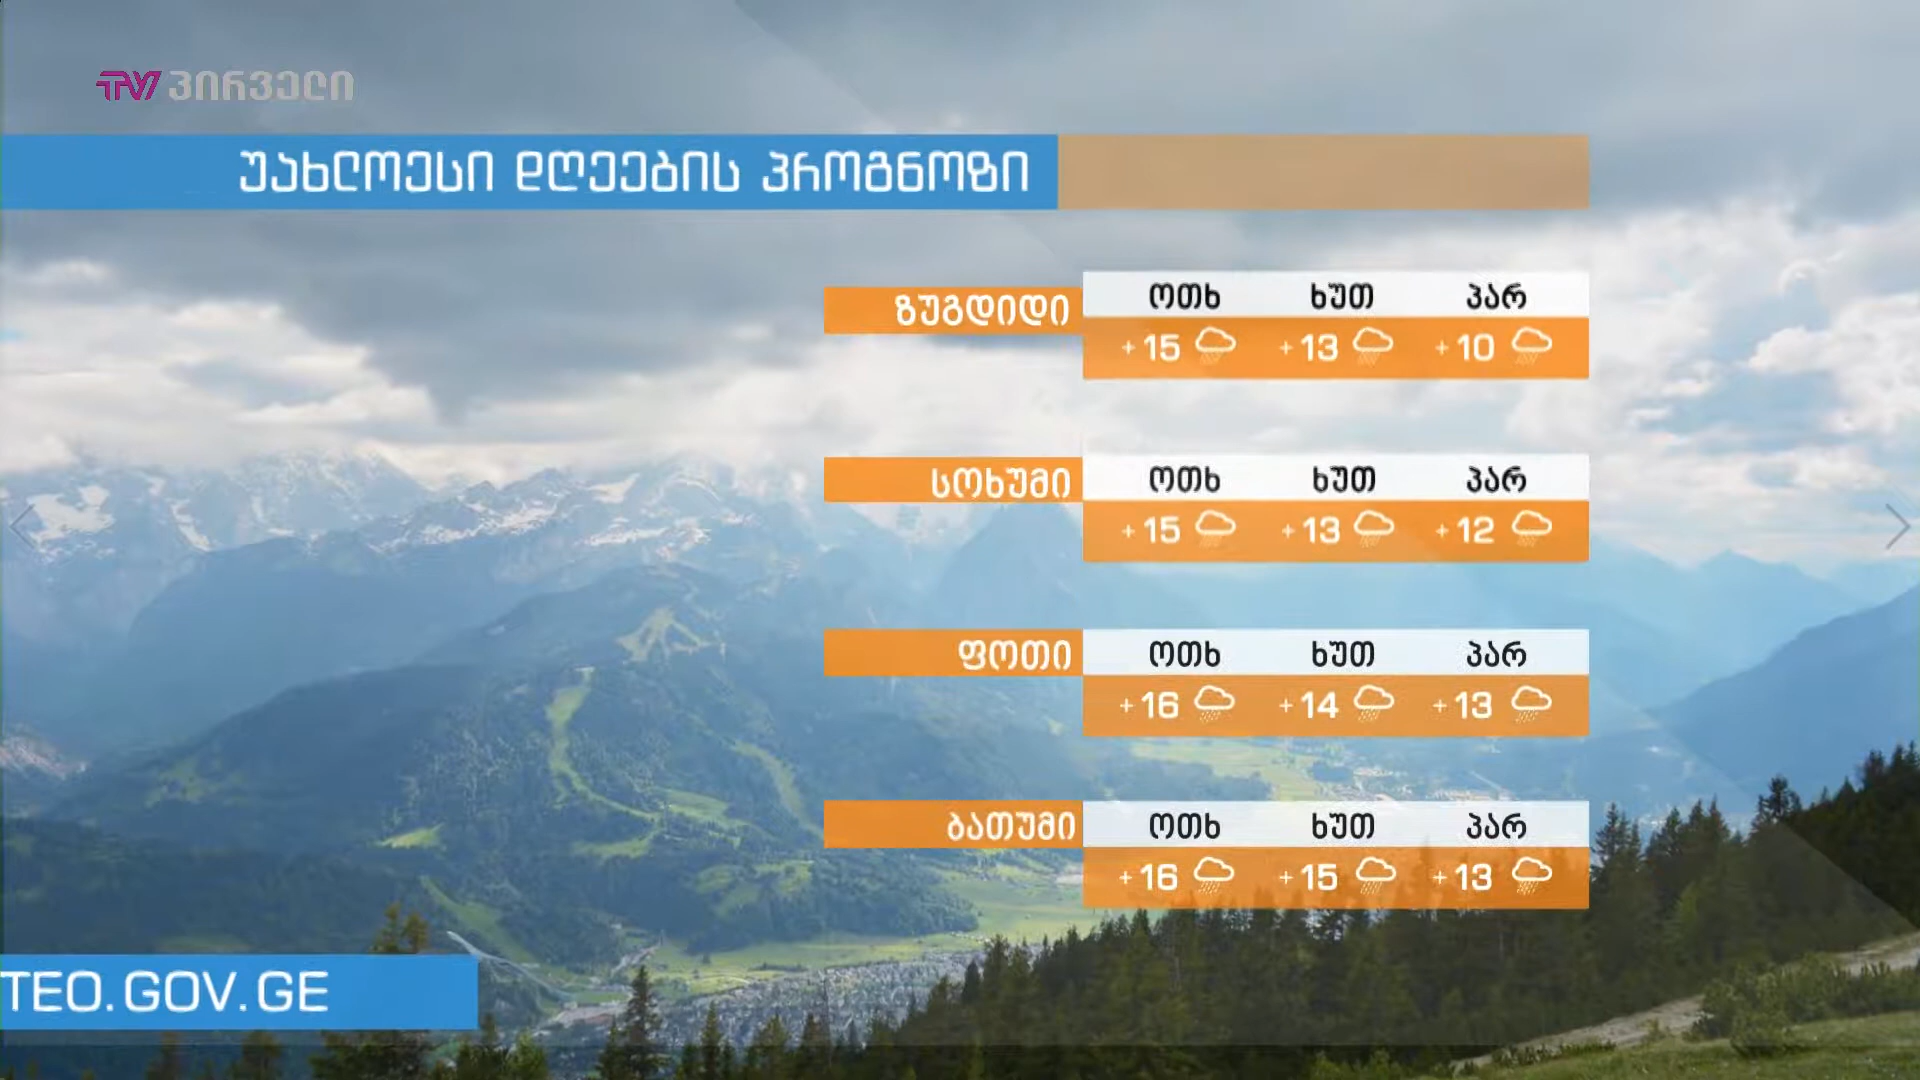 TV პირველი
უახლოესი დღეების პროგნოზი
ზუგდიდი
ოთხ ხუთ პარ
+15 +13 +10
სოხუმი
ოთხ ხუთ პარ
+15 +13 +12
ფოთი
ოთხ ხუთ პარ
+16 +14 +13
ბათუმი
ოთხ ხუთ პარ
+16 +15 +13
TEO.GOV.GE